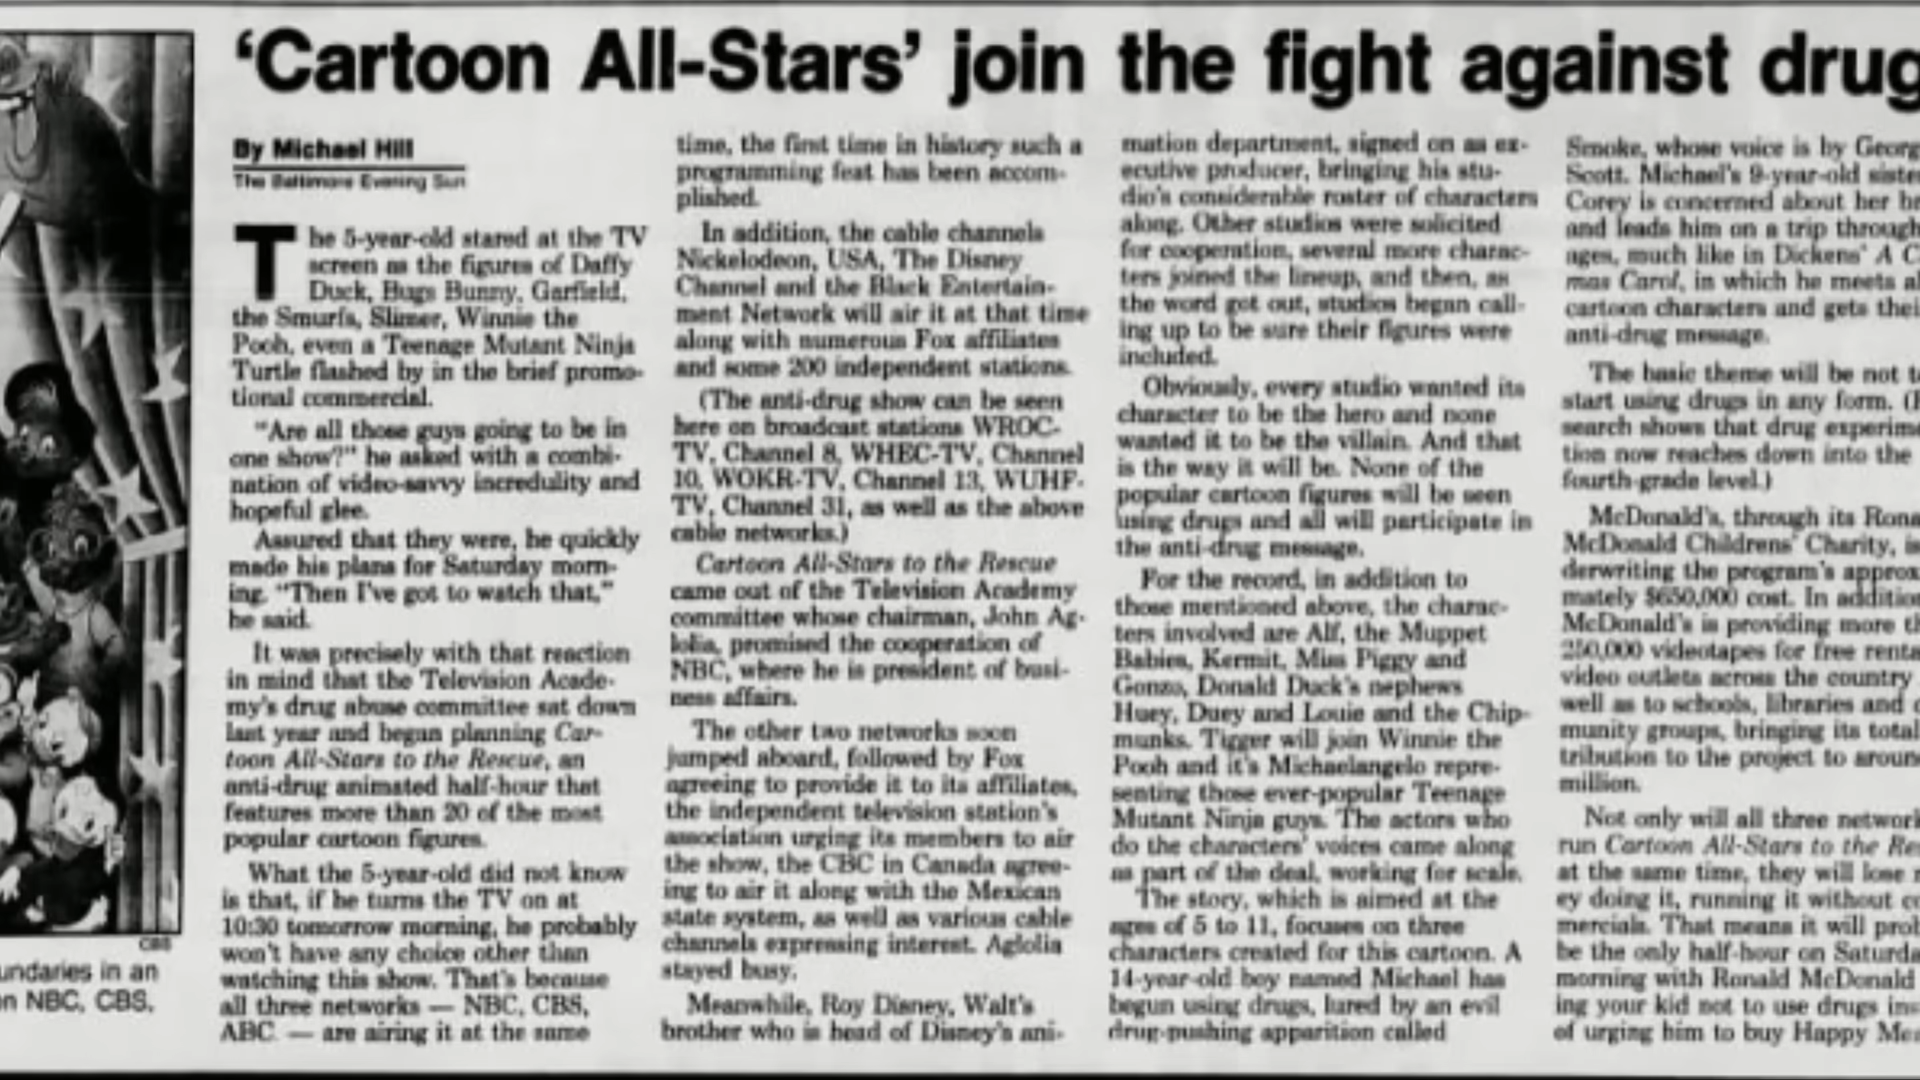 'Cartoon All-Stars' join the fight against drug
By Michael Hill
The Baltimore Evening Sun
The 5-year-old stared at the TV
screen as the figures of Daffy
Duck, Bugs Bunny, Garfield,
the Smurfs, Slimer, Winnie the
Pooh, even a Teenage Mutant Ninja
Turtle flashed by in the brief promo-
tional commercial.
"Are all those guys going to be in
one show?" he asked with a combi-
nation of video-savvy incredulity and
hopeful glee.
Assured that they were, he quickly
made his plans for Saturday morn-
ing. "Then I've got to watch that,"
he said.
It was precisely with that reaction
in mind that the Television Acade-
my's drug abuse committee sat down
last year and began planning Car-
toon All-Stars to the Rescue, an
anti-drug animated half-hour that
features more than 20 of the most
popular cartoon figures.
What the 5-year-old did not know
is that, if he turns the TV on at
10:30 tomorrow morning, he probably
won't have any choice other than
watching this show. That's because
all three networks — NBC, CBS,
ABC — are airing it at the same
time, the first time in history such a
programming feat has been accom-
plished.
In addition, the cable channels
Nickelodeon, USA, The Disney
Channel and the Black Entertain-
ment Network will air it at that time
along with numerous Fox affiliates
and some 200 independent stations.
(The anti-drug show can be seen
here on broadcast stations WROC-
TV, Channel 8, WHEC-TV, Channel
10, WOKR-TV, Channel 13, WUHF-
TV, Channel 31, as well as the above
cable networks.)
Cartoon All-Stars to the Rescue
came out of the Television Academy
committee whose chairman, John Ag-
lolia, promised the cooperation of
NBC, where he is president of busi-
ness affairs.
The other two networks soon
jumped aboard, followed by Fox
agreeing to provide it to its affiliates,
the independent television station's
association urging its members to air
the show, the CBC in Canada agree-
ing to air it along with the Mexican
state system, as well as various cable
channels expressing interest. Aglolia
stayed busy.
Meanwhile, Roy Disney, Walt's
brother who is head of Disney's ani-
mation department, signed on as ex-
ecutive producer, bringing his stu-
dio's considerable roster of characters
along. Other studios were solicited
for cooperation, several more charac-
ters joined the lineup, and then, as
the word got out, studios began call-
ing up to be sure their figures were
included.
Obviously, every studio wanted its
character to be the hero and none
wanted it to be the villain. And that
is the way it will be. None of the
popular cartoon figures will be seen
using drugs and all will participate in
the anti-drug message.
For the record, in addition to
those mentioned above, the charac-
ters involved are Alf, the Muppet
Babies, Kermit, Miss Piggy and
Gonzo, Donald Duck's nephews
Huey, Duey and Louie and the Chip-
munks. Tigger will join Winnie the
Pooh and it's Michaelangelo repre-
senting those ever-popular Teenage
Mutant Ninja guys. The actors who
do the characters' voices came along
as part of the deal, working for scale.
The story, which is aimed at the
ages of 5 to 11, focuses on three
characters created for this cartoon. A
14-year-old boy named Michael has
begun using drugs, lured by an evil
drug-pushing apparition called
Smoke, whose voice is by Georg
Scott. Michael's 9-year-old siste
Corey is concerned about her br
and leads him on a trip through
ages, much like in Dickens' A C
mas Carol, in which he meets al
cartoon characters and gets thei
anti-drug message.
The basic theme will be not t
start using drugs in any form. (
search shows that drug experime
tion now reaches down into the
fourth-grade level.)
McDonald's, through its Rona
McDonald Childrens' Charity, is
derwriting the program's approx
mately $650,000 cost. In addition
McDonald's is providing more th
250,000 videotapes for free renta
video outlets across the country
well as to schools, libraries and c
munity groups, bringing its total
tribution to the project to aroun
million.
Not only will all three network
run Cartoon All-Stars to the Res
at the same time, they will lose m
ey doing it, running it without co
mercials. That means it will prob
be the only half-hour on Saturda
morning with Ronald McDonald
ing your kid not to use drugs ins
of urging him to buy Happy Mea
CBS
undaries in an
n NBC, CBS,